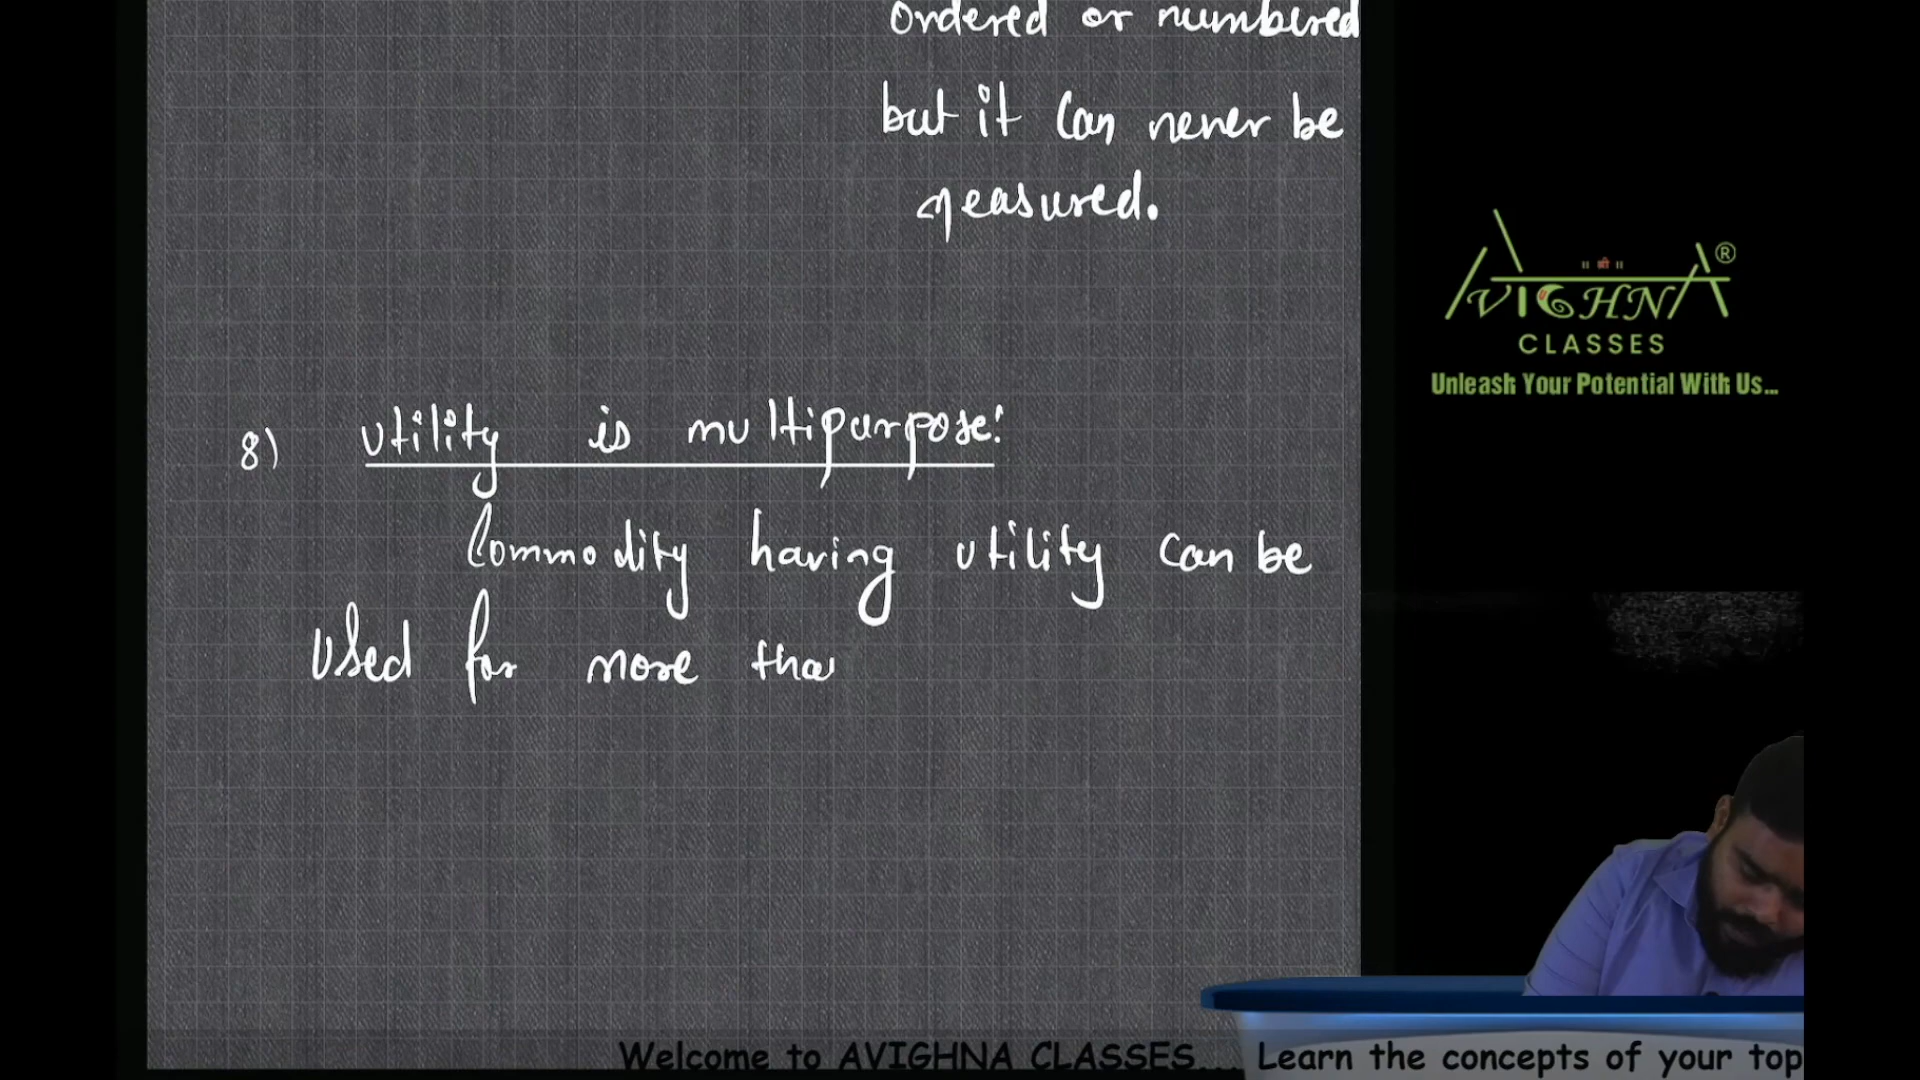 Ordered or numbered
but it can never be
measured.
AVIGHNA®
CLASSES
Unleash Your Potential With Us...
8) Utility is multipurpose:
Commodity having utility can be
used for more than
Welcome to AVIGHNA CLASSES.... Learn the concepts of your top